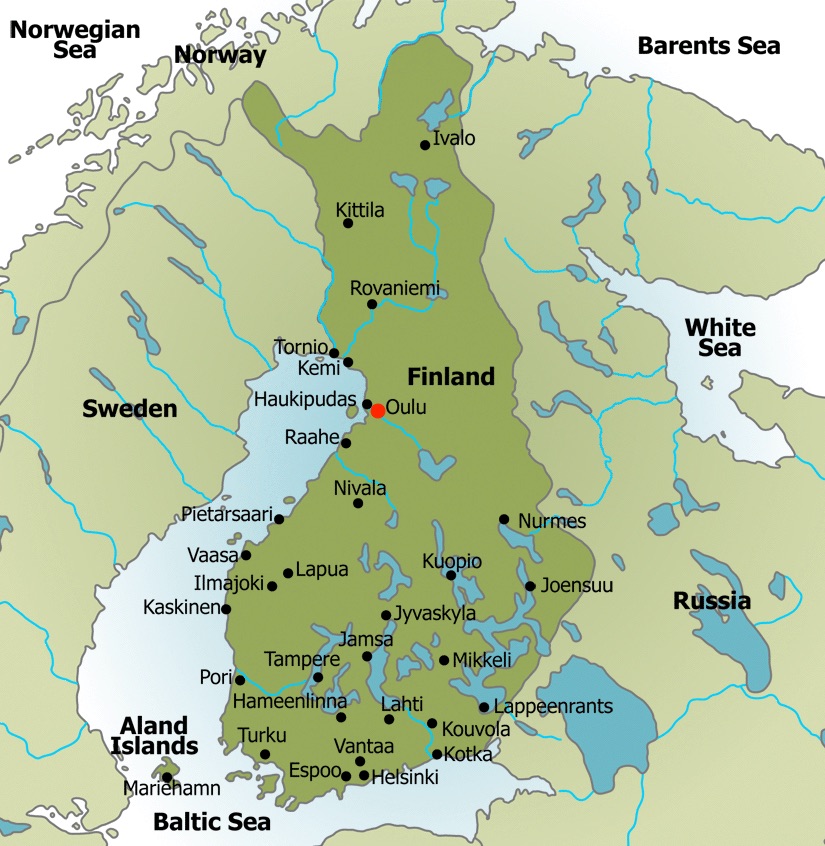 Norwegian
Sea
Norway
Barents Sea
Ivalo
Kittila
Rovaniemi
White
Sea
Tornio
Kemi
Finland
Haukipudas
Oulu
Sweden
Raahe
Nivala
Pietarsaari
Nurmes
Vaasa
Lapua
Kuopio
Ilmajoki
Joensuu
Kaskinen
Russia
Jyvaskyla
Jamsa
Tampere
Mikkeli
Pori
Hameenlinna
Lahti
Lappeenrants
Aland
Islands
Kouvola
Turku
Vantaa
Kotka
Espoo
Helsinki
Mariehamn
Baltic Sea